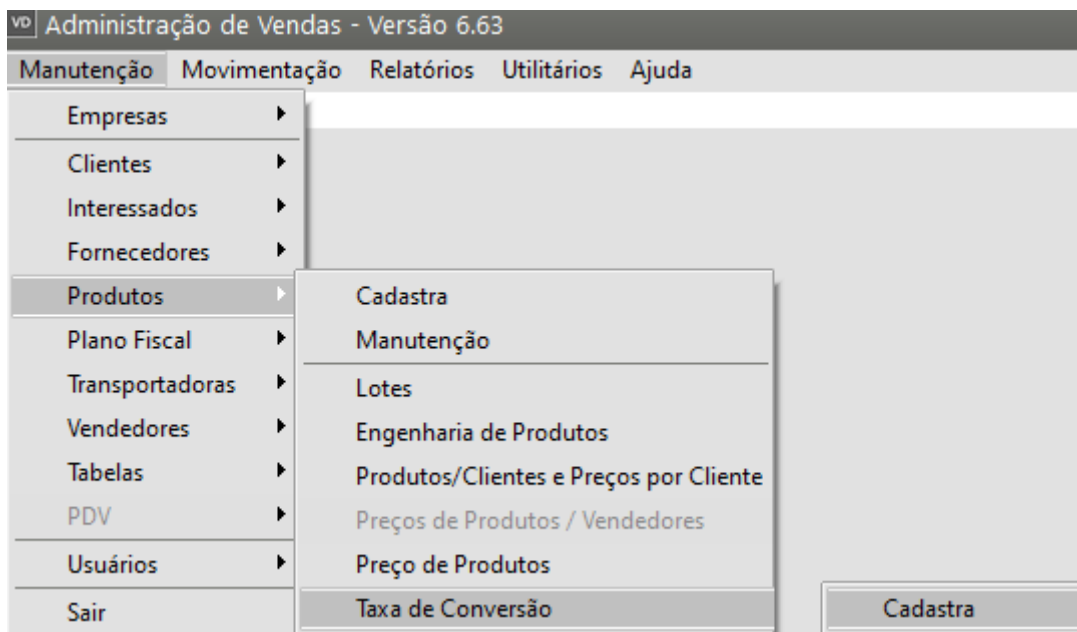 VD Administração de Vendas - Versão 6.63
Manutenção Movimentação Relatórios Utilitários Ajuda
Empresas
Clientes
Interessados
Fornecedores
Produtos
Plano Fiscal
Transportadoras
Vendedores
Tabelas
PDV
Usuários
Sair
Cadastra
Manutenção
Lotes
Engenharia de Produtos
Produtos/Clientes e Preços por Cliente
Preços de Produtos / Vendedores
Preço de Produtos
Taxa de Conversão
Cadastra